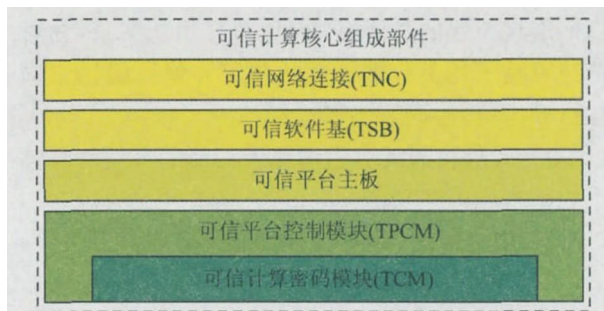 可信计算核心组成部件
可信网络连接(TNC)
可信软件基(TSB)
可信平台主板
可信平台控制模块(TPCM)
可信计算密码模块(TCM)